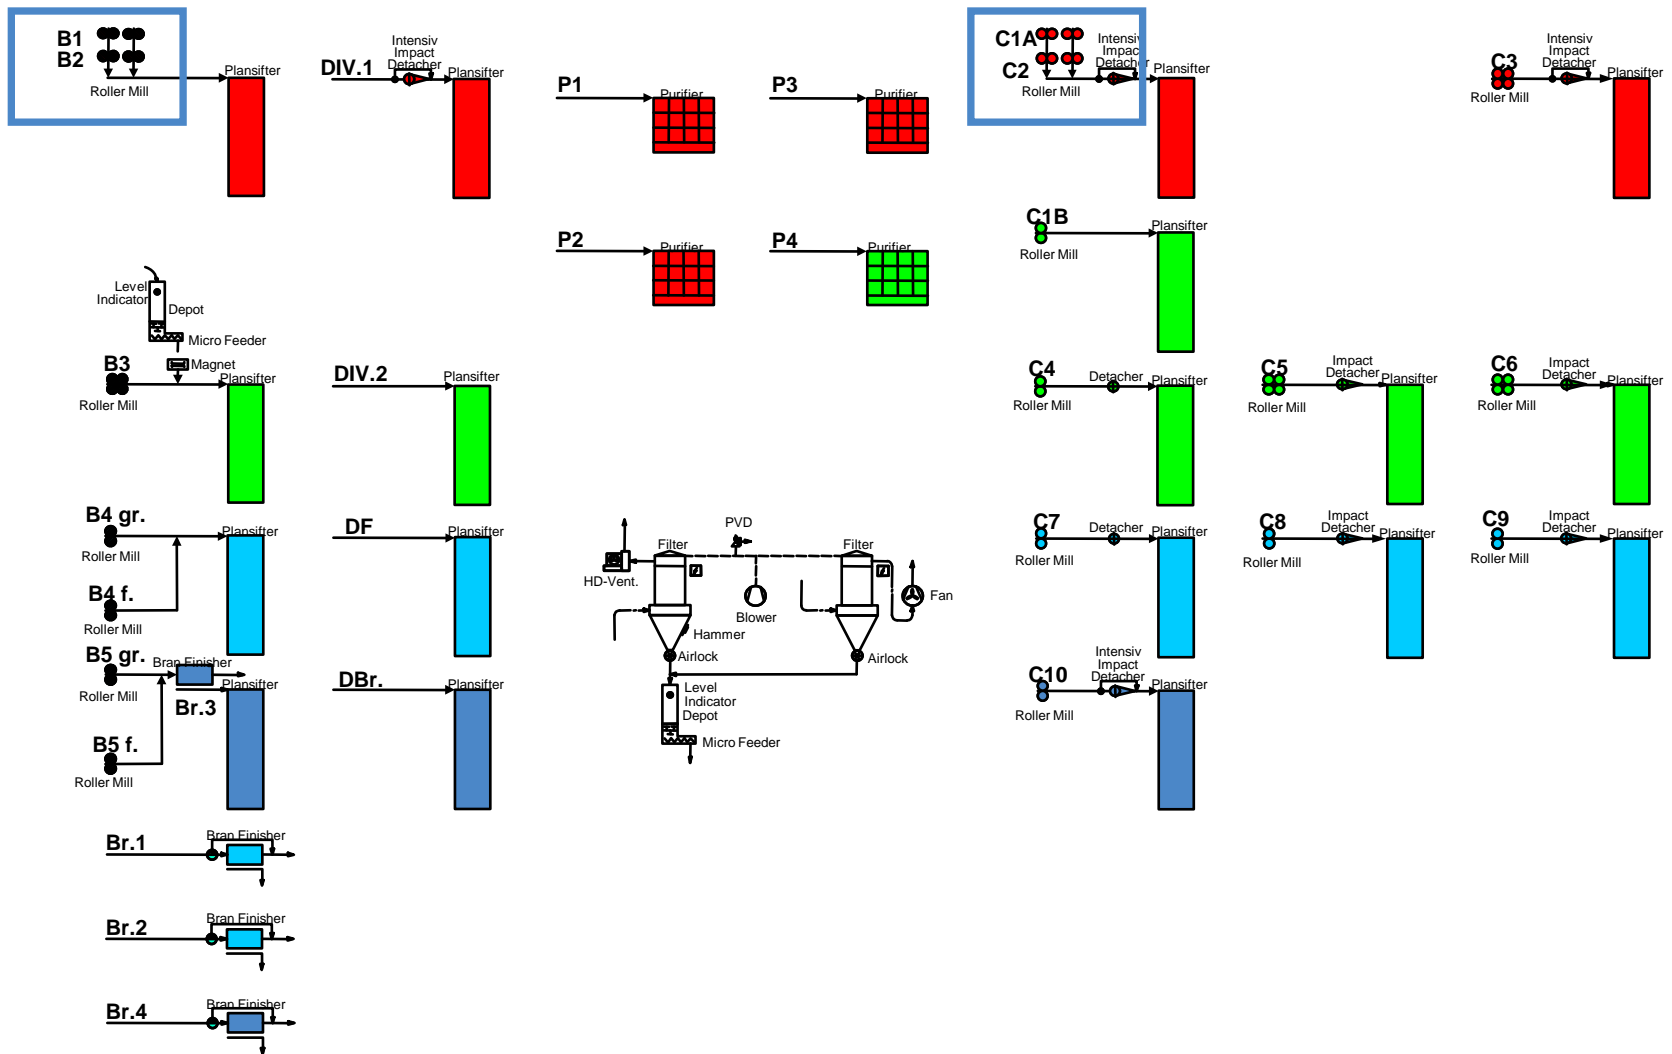 B1
B2
Roller Mill
Plansifter
DIV.1
Intensiv
Impact
Detacher
Plansifter
P1
Purifier
P3
Purifier
C1A
C2
Roller Mill
Intensiv
Impact
Detacher
Plansifter
C3
Roller Mill
Intensiv
Impact
Detacher
Plansifter
P2
Purifier
P4
Purifier
C1B
Roller Mill
Plansifter
Level
Indicator
Depot
Micro Feeder
Magnet
B3
Roller Mill
Plansifter
DIV.2
Plansifter
C4
Roller Mill
Detacher
Plansifter
C5
Roller Mill
Impact
Detacher
Plansifter
C6
Roller Mill
Impact
Detacher
Plansifter
B4 gr.
Roller Mill
Plansifter
B4 f.
Roller Mill
DF
Plansifter
PVD
Filter
Filter
HD-Vent.
Blower
Fan
Hammer
Airlock
Airlock
Level
Indicator
Depot
Micro Feeder
C7
Roller Mill
Detacher
Plansifter
C8
Roller Mill
Impact
Detacher
Plansifter
C9
Roller Mill
Impact
Detacher
Plansifter
B5 gr.
Roller Mill
Bran Finisher
Plansifter
Br.3
B5 f.
Roller Mill
DBr.
Plansifter
C10
Roller Mill
Intensiv
Impact
Detacher
Plansifter
Br.1
Bran Finisher
Br.2
Bran Finisher
Br.4
Bran Finisher